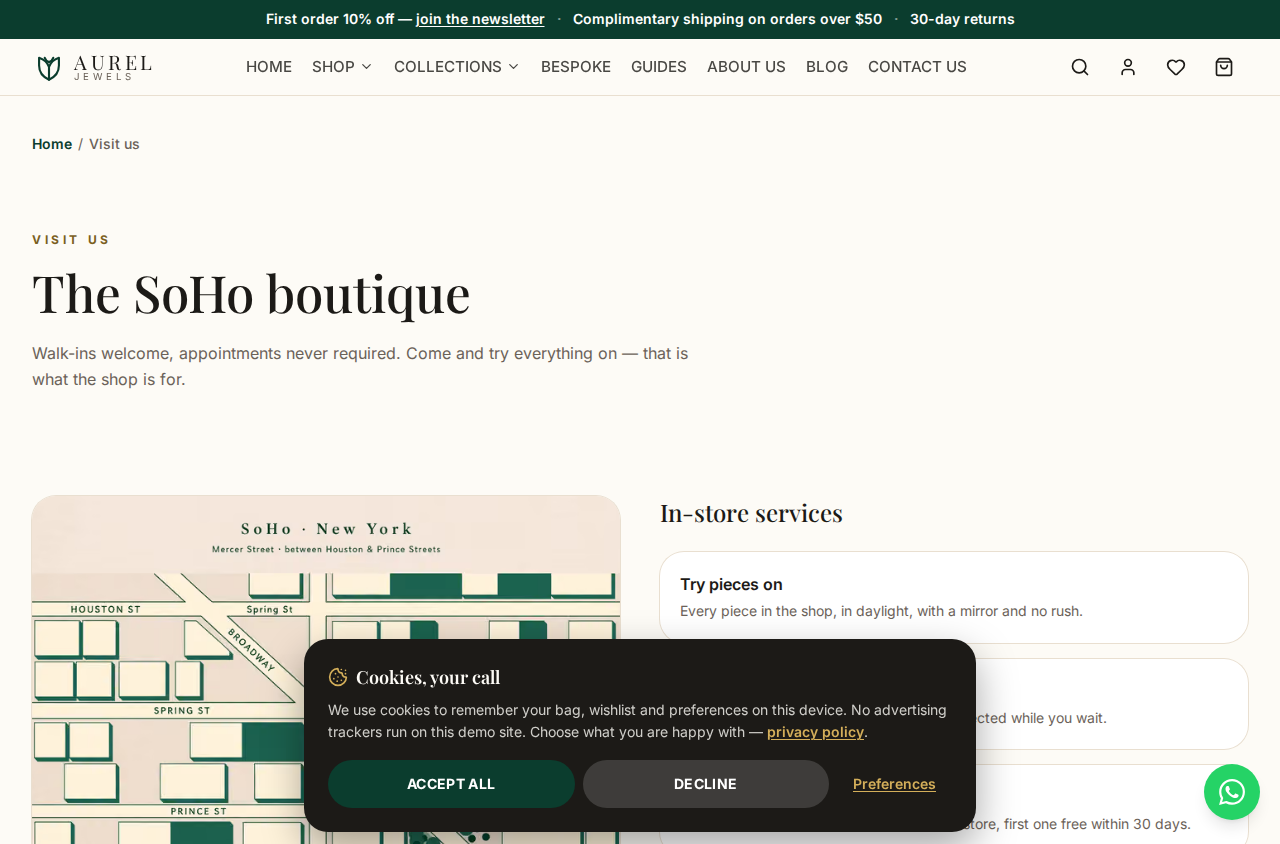 First order 10% off — join the newsletter · Complimentary shipping on orders over $50 · 30-day returns
AUREL
JEWELS
HOME SHOP COLLECTIONS BESPOKE GUIDES ABOUT US BLOG CONTACT US
Home / Visit us
VISIT US
The SoHo boutique
Walk-ins welcome, appointments never required. Come and try everything on — that is
what the shop is for.
SoHo · New York
Mercer Street · between Houston & Prince Streets
HOUSTON ST
Spring St
BROADWAY
SPRING ST
PRINCE ST
In-store services
Try pieces on
Every piece in the shop, in daylight, with a mirror and no rush.
while you wait.
store, first one free within 30 days.
Cookies, your call
We use cookies to remember your bag, wishlist and preferences on this device. No advertising
trackers run on this demo site. Choose what you are happy with — privacy policy.
ACCEPT ALL
DECLINE
Preferences